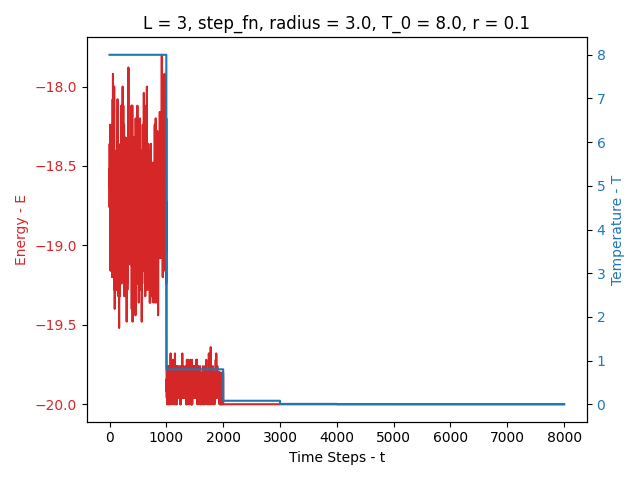 L = 3, step_fn, radius = 3.0, T_0 = 8.0, r = 0.1
Energy - E
−18.0
−18.5
−19.0
−19.5
−20.0
8
7
6
5
4
3
2
1
0
Temperature - T
0 1000 2000 3000 4000 5000 6000 7000 8000
Time Steps - t